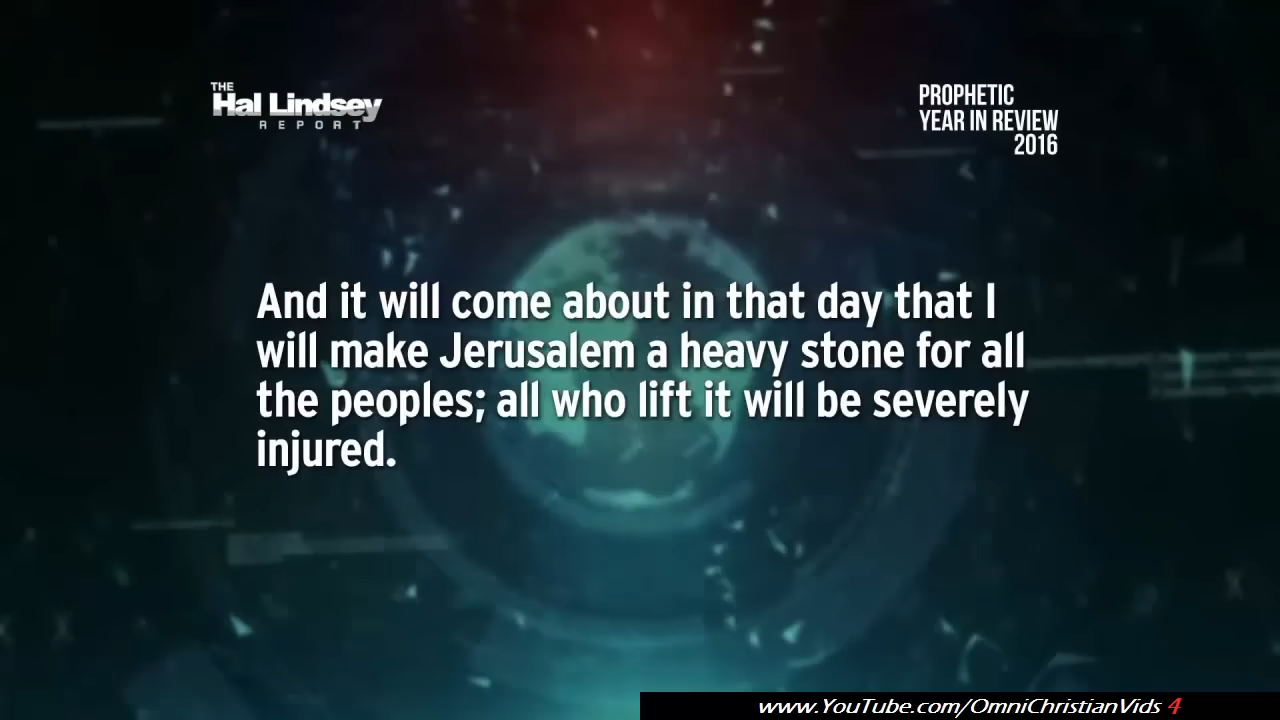 THE
Hal Lindsey
REPORT
PROPHETIC
YEAR IN REVIEW
2016
And it will come about in that day that I
will make Jerusalem a heavy stone for all
the peoples; all who lift it will be severely
injured.
www.YouTube.com/OmniChristianVids 4